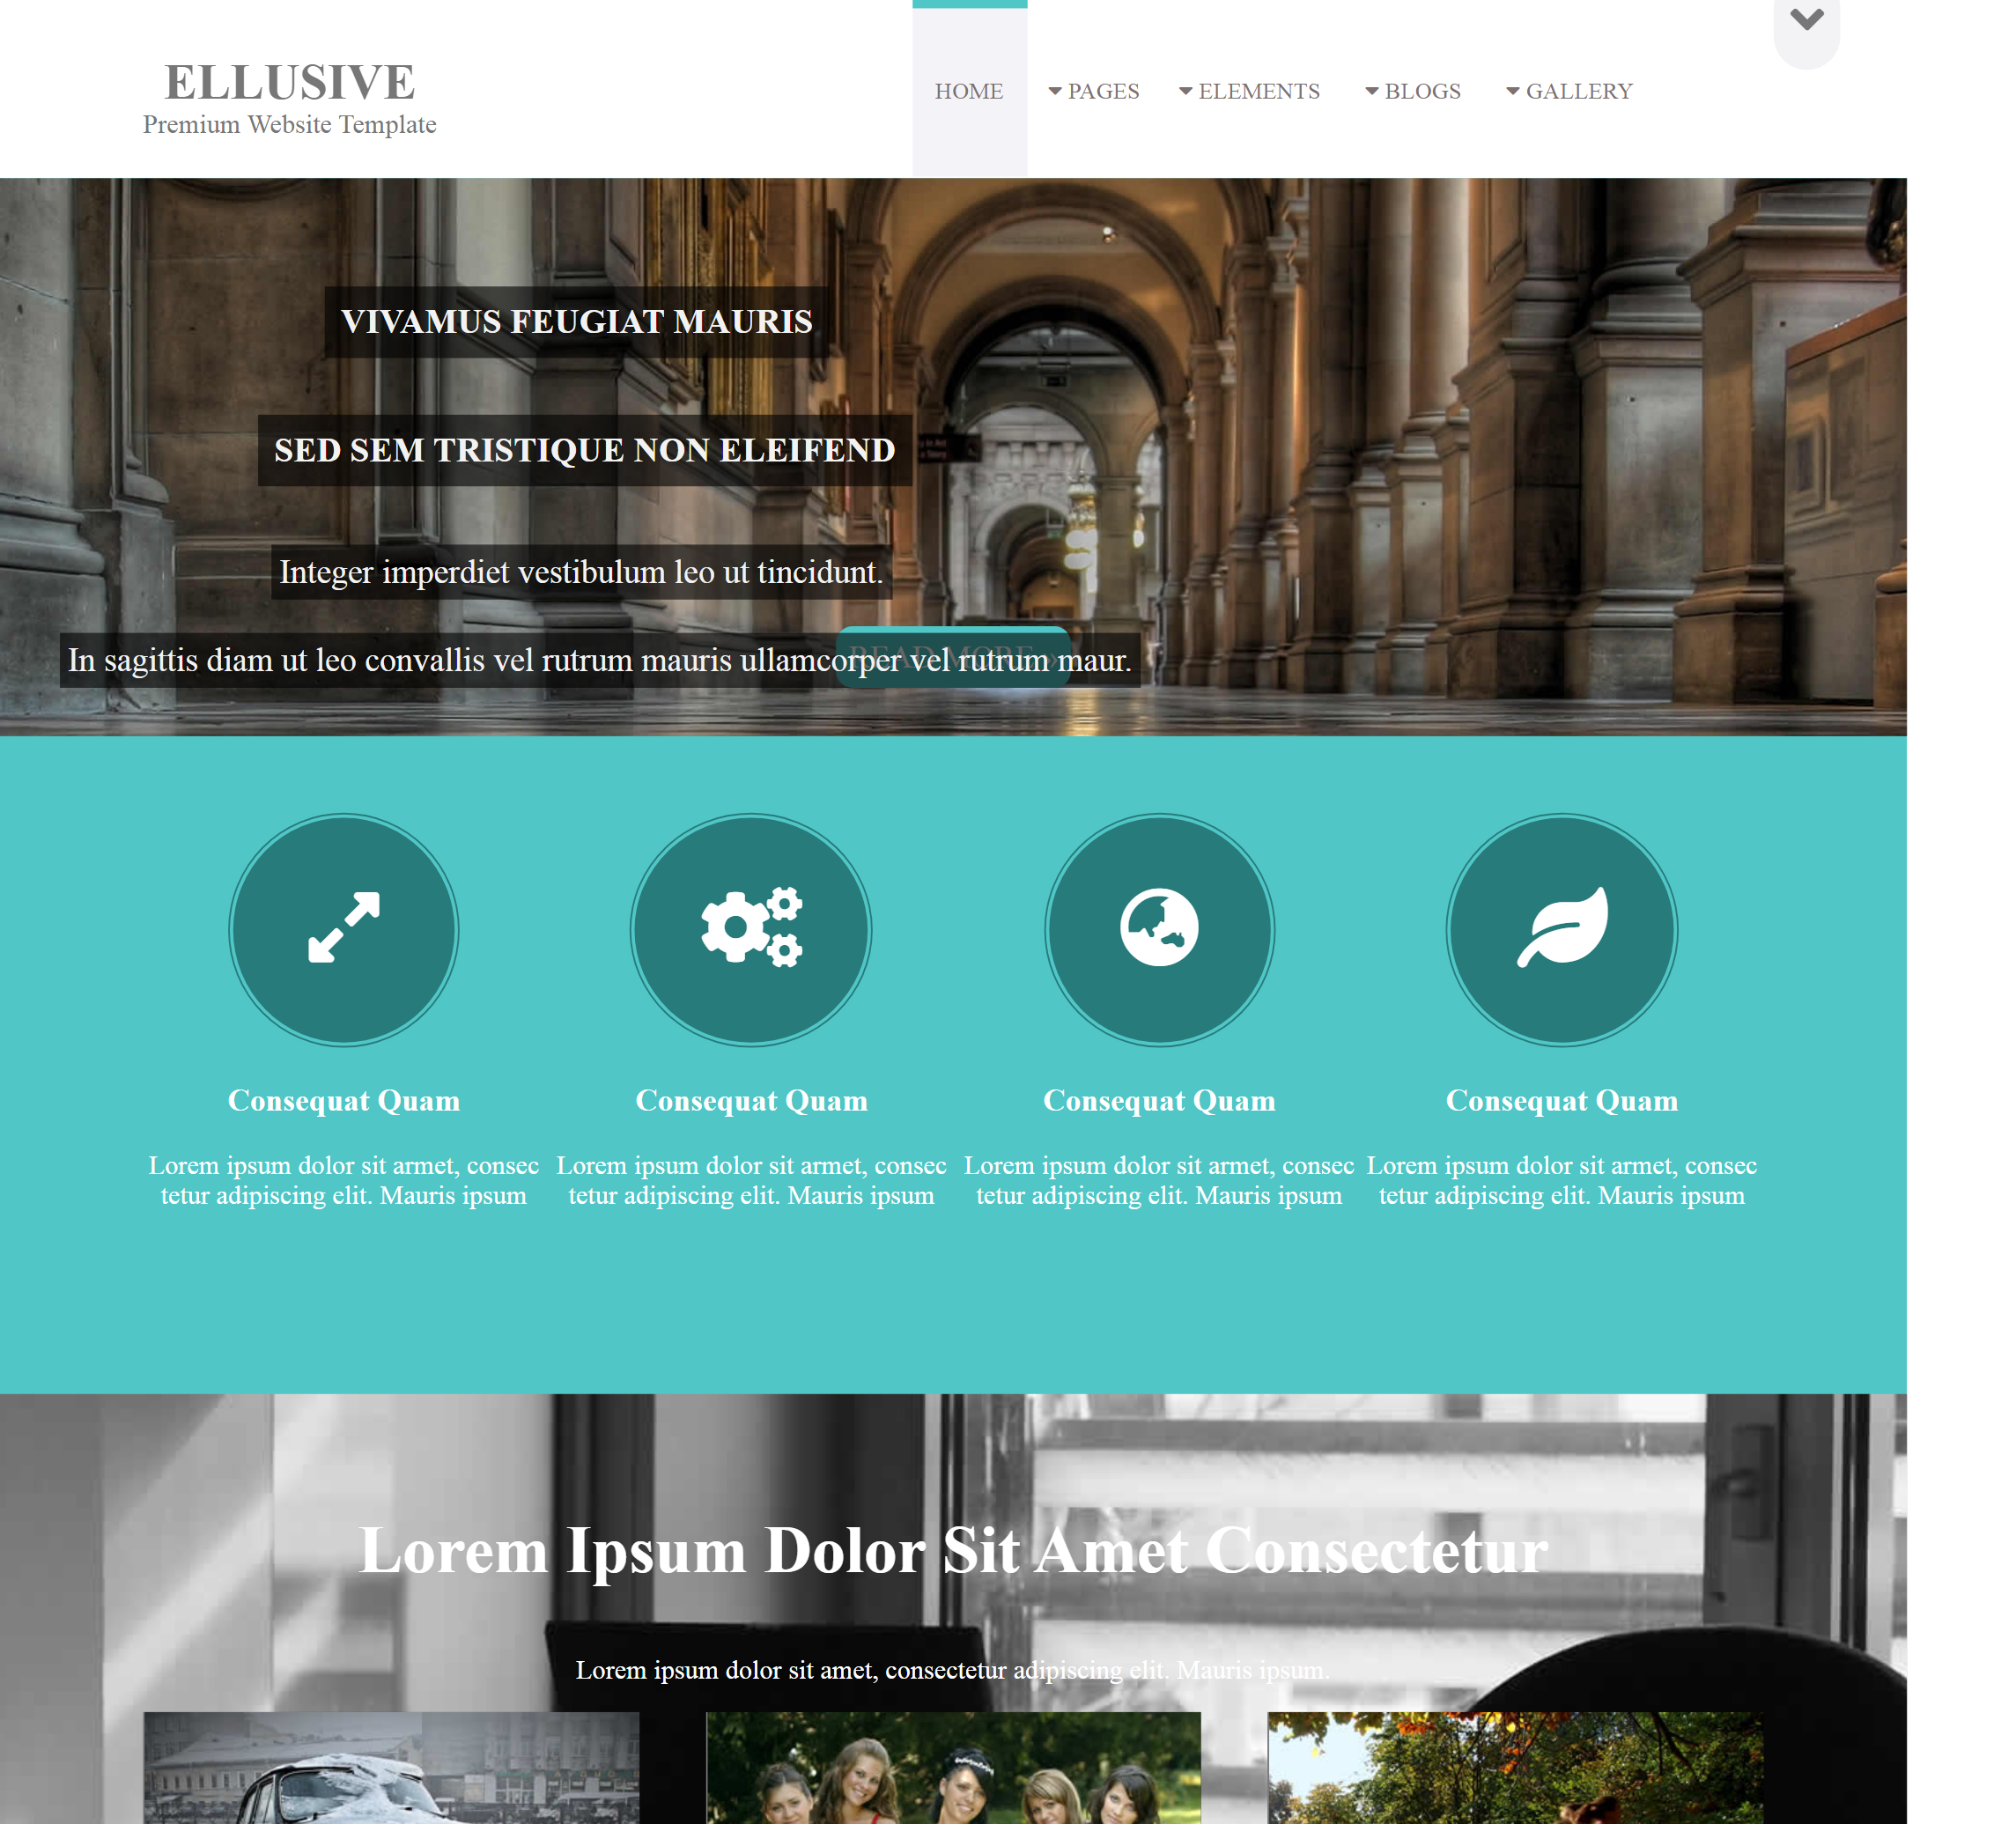 ELLUSIVE
Premium Website Template
HOME
PAGES
ELEMENTS
BLOGS
GALLERY
VIVAMUS FEUGIAT MAURIS
SED SEM TRISTIQUE NON ELEIFEND
Integer imperdiet vestibulum leo ut tincidunt.
In sagittis diam ut leo convallis vel rutrum mauris ullamcorper vel rutrum maur.
READ MORE »
Consequat Quam
Lorem ipsum dolor sit armet, consec
tetur adipiscing elit. Mauris ipsum
Consequat Quam
Lorem ipsum dolor sit armet, consec
tetur adipiscing elit. Mauris ipsum
Consequat Quam
Lorem ipsum dolor sit armet, consec
tetur adipiscing elit. Mauris ipsum
Consequat Quam
Lorem ipsum dolor sit armet, consec
tetur adipiscing elit. Mauris ipsum
Lorem Ipsum Dolor Sit Amet Consectetur
Lorem ipsum dolor sit amet, consectetur adipiscing elit. Mauris ipsum.